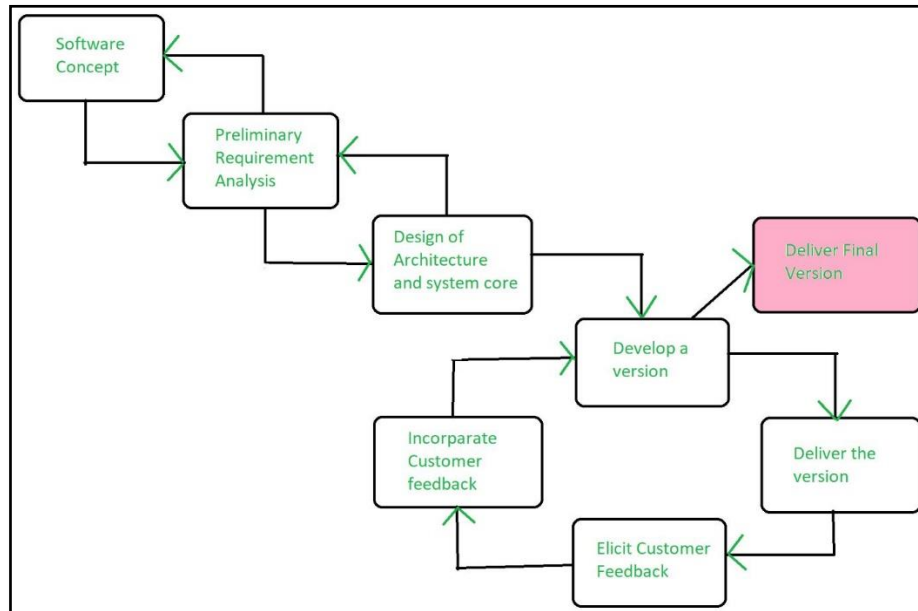 Software
Concept
Preliminary
Requirement
Analysis
Design of
Architecture
and system core
Deliver Final
Version
Develop a
version
Incorparate
Customer
feedback
Deliver the
version
Elicit Customer
Feedback